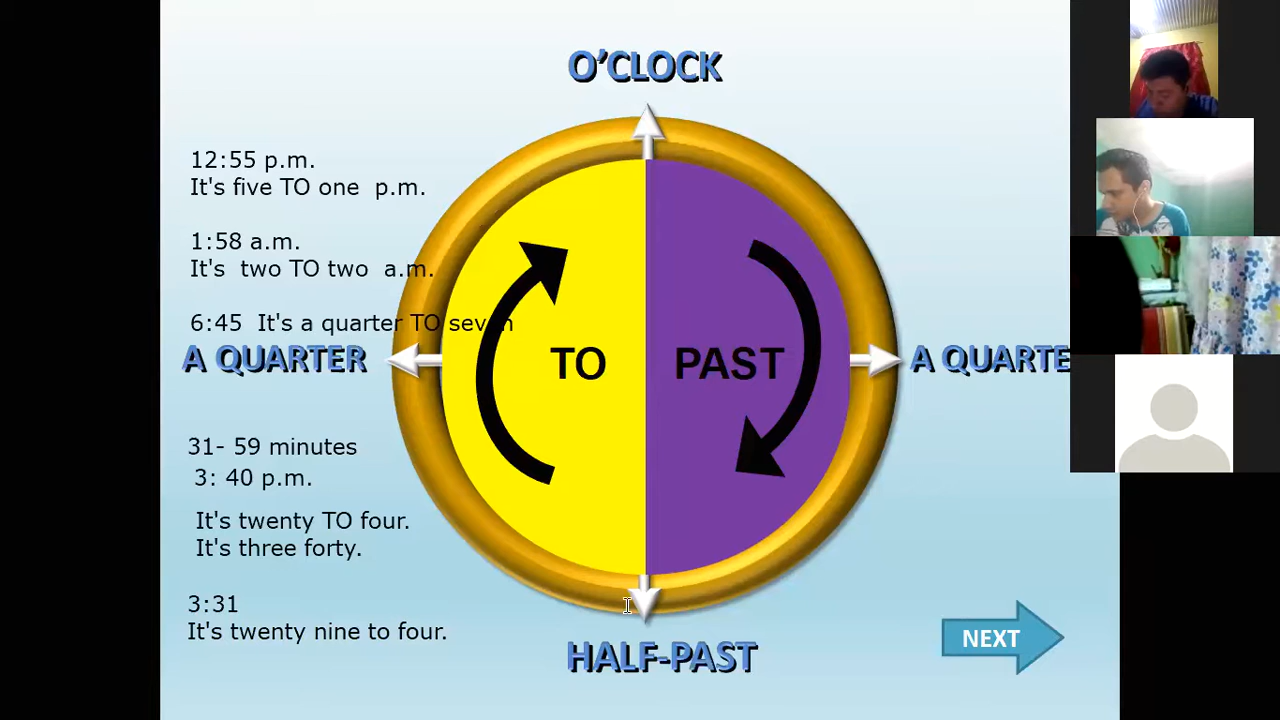 O'CLOCK
12:55 p.m.
It's five TO one p.m.
1:58 a.m.
It's two TO two a.m.
6:45 It's a quarter TO seven
A QUARTER
TO
PAST
A QUARTE
31- 59 minutes
3: 40 p.m.
It's twenty TO four.
It's three forty.
3:31
It's twenty nine to four.
HALF-PAST
NEXT